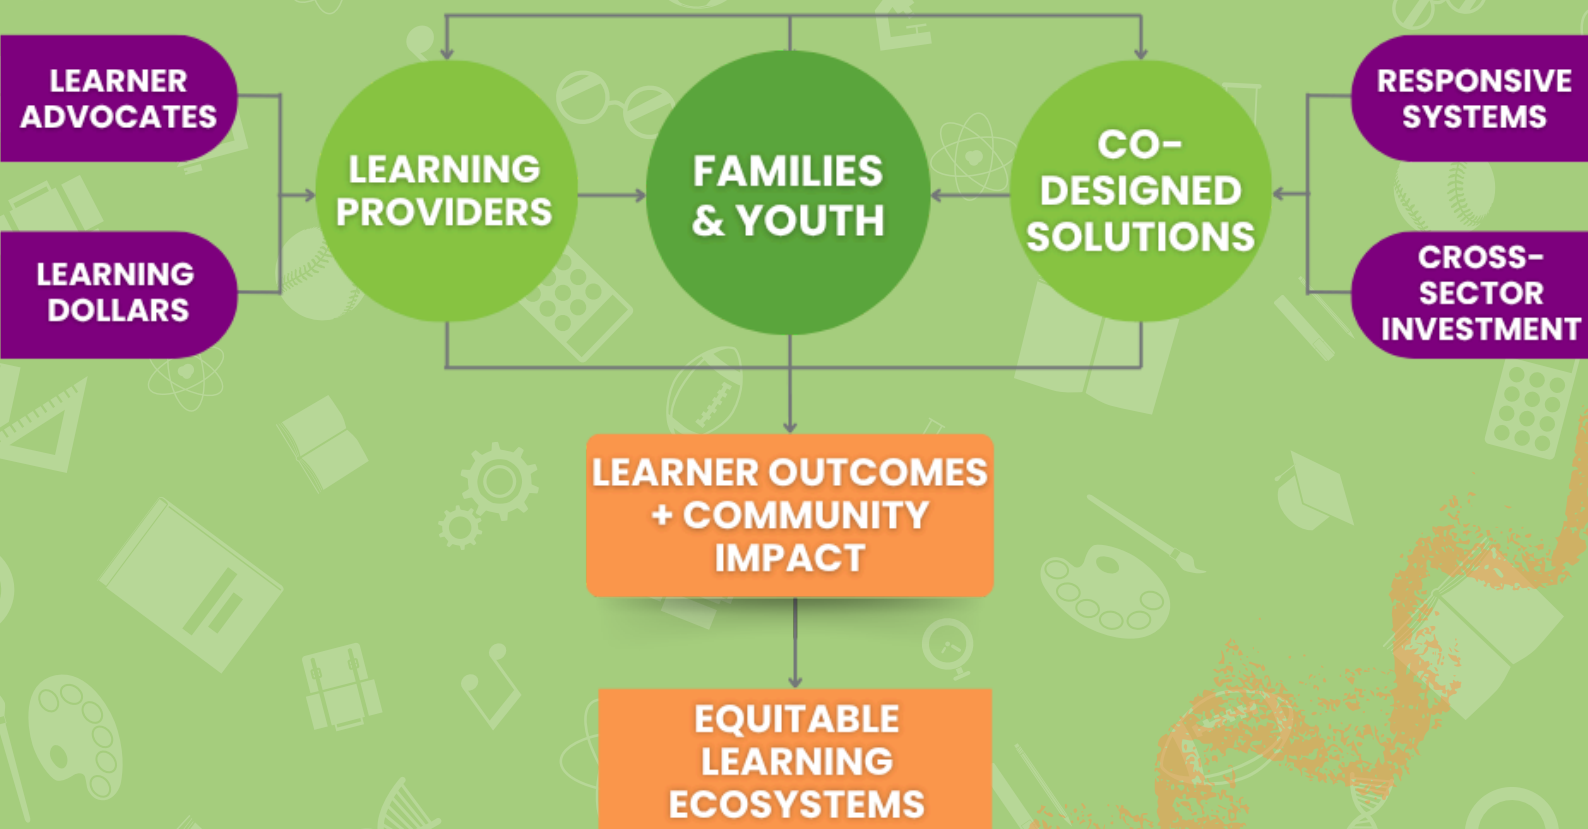 LEARNER
ADVOCATES
LEARNING
DOLLARS
LEARNING
PROVIDERS
FAMILIES
& YOUTH
CO-
DESIGNED
SOLUTIONS
RESPONSIVE
SYSTEMS
CROSS-
SECTOR
INVESTMENT
LEARNER OUTCOMES
+ COMMUNITY
IMPACT
EQUITABLE
LEARNING
ECOSYSTEMS